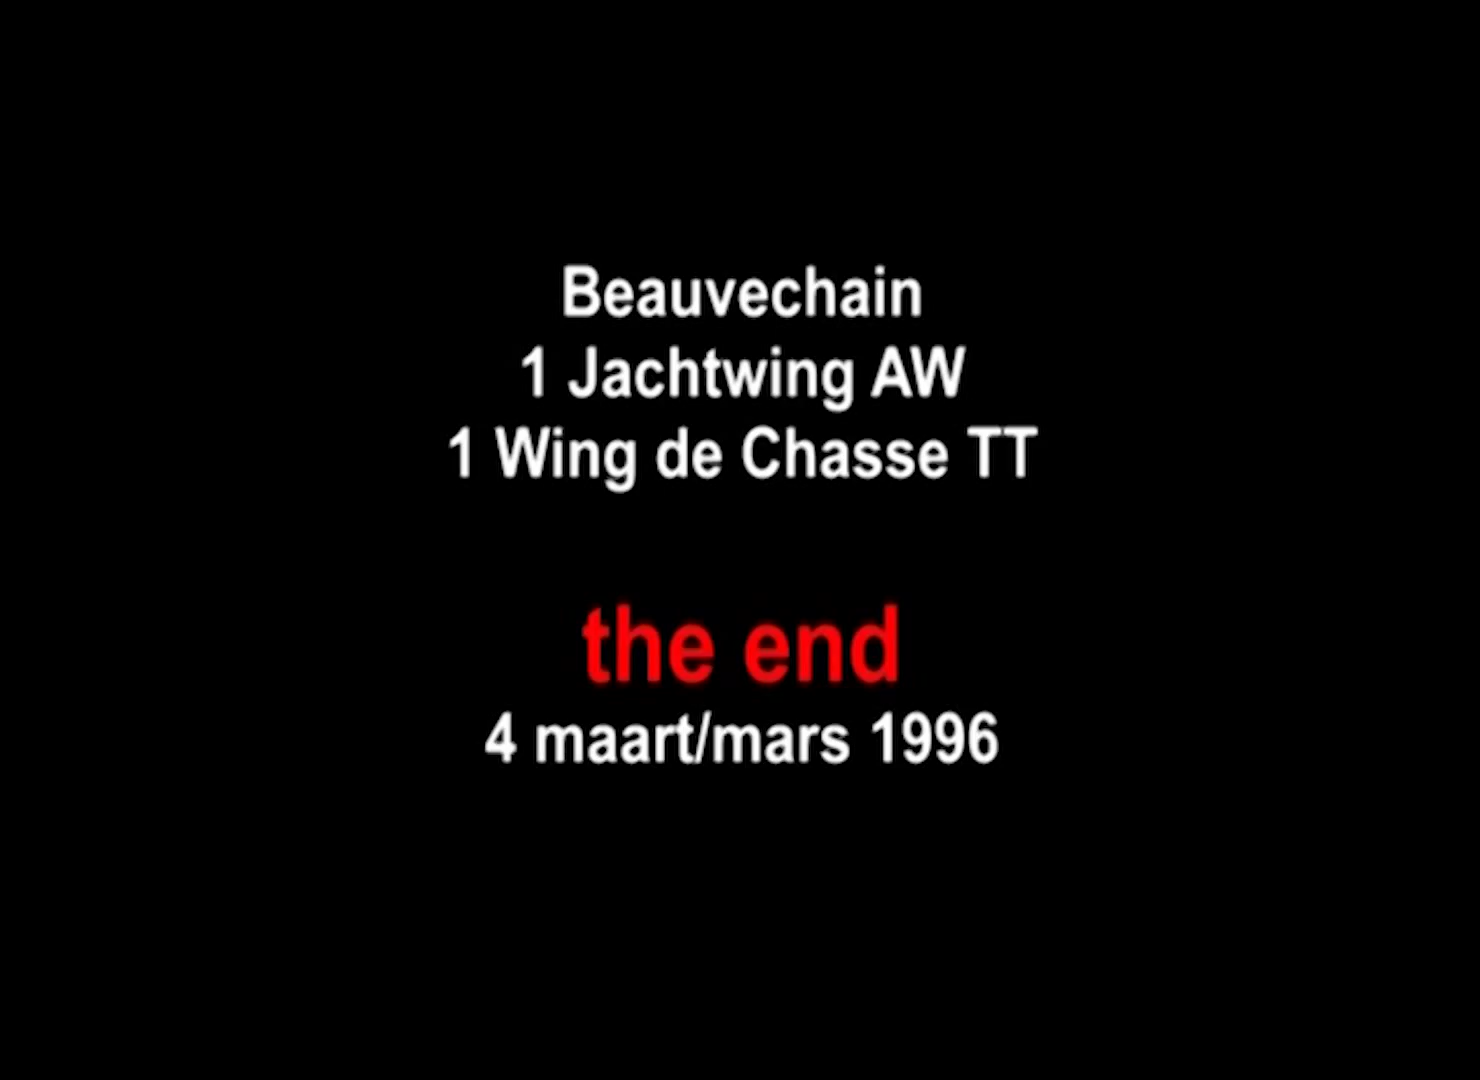 Beauvechain
1 Jachtwing AW
1 Wing de Chasse TT
the end
4 maart/mars 1996